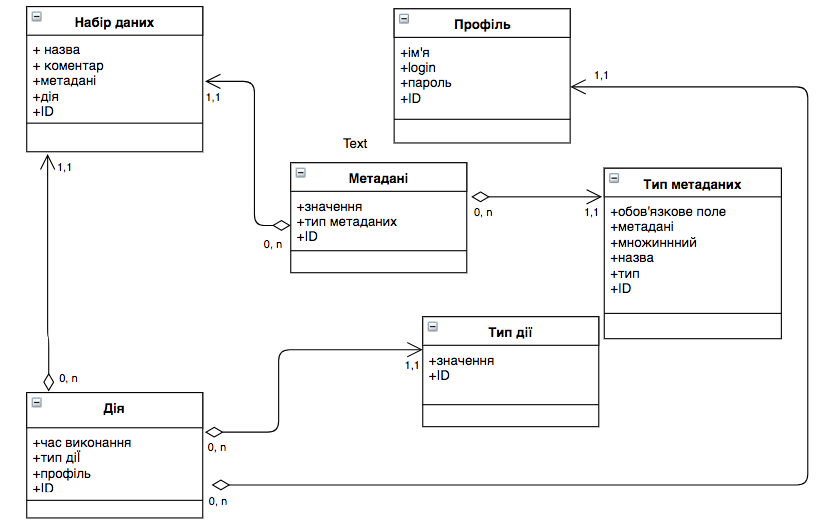 Набір даних
+ назва
+ коментар
+метадані
+дія
+ID
Профіль
+ім'я
+login
+пароль
+ID
1,1
1,1
1,1
Text
Метадані
+значення
+тип метаданих
+ID
0, n
0, n
1,1
Тип метаданих
+обов'язкове поле
+метадані
+множиннний
+назва
+тип
+ID
Тип дії
+значення
+ID
1,1
0, n
Дія
+час виконання
+тип діЇ
+профіль
+ID
0, n
0, n